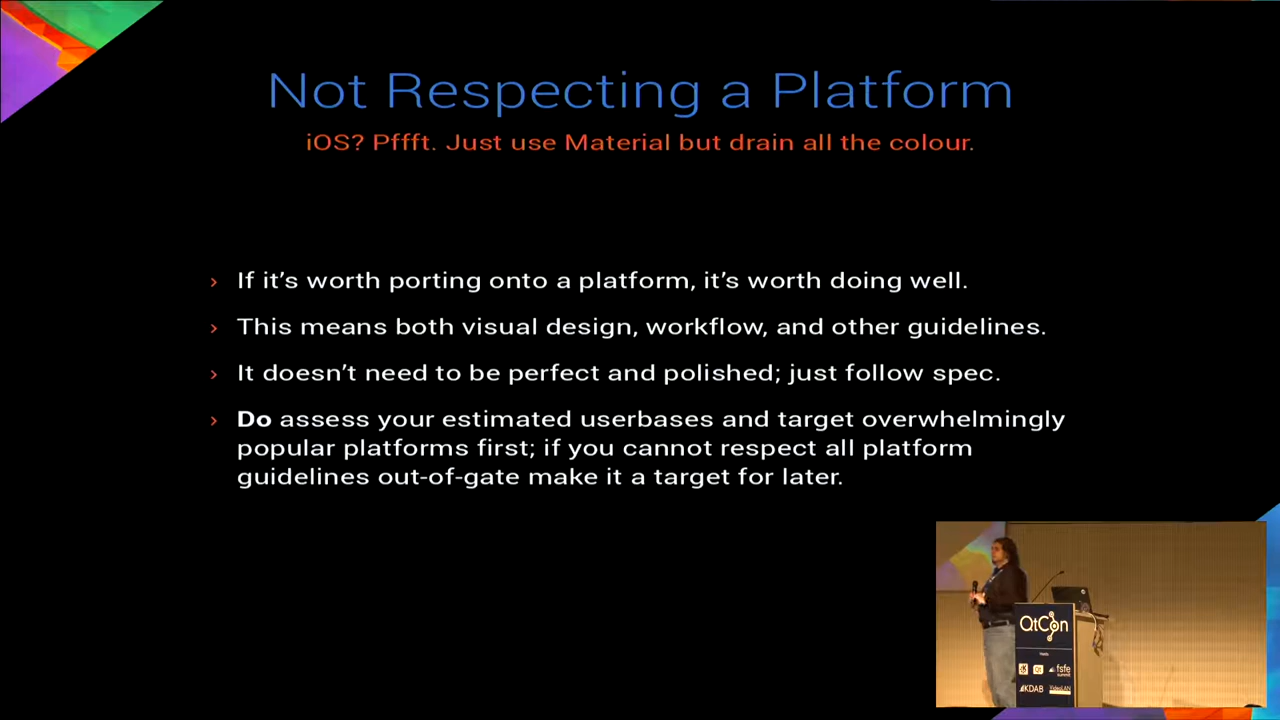 Not Respecting a Platform
iOS? Pffft. Just use Material but drain all the colour.
› If it's worth porting onto a platform, it's worth doing well.
› This means both visual design, workflow, and other guidelines.
› It doesn't need to be perfect and polished; just follow spec.
› Do assess your estimated userbases and target overwhelmingly
popular platforms first; if you cannot respect all platform
guidelines out-of-gate make it a target for later.
QtCon
fsfe
summit
KDAB
VideoLAN